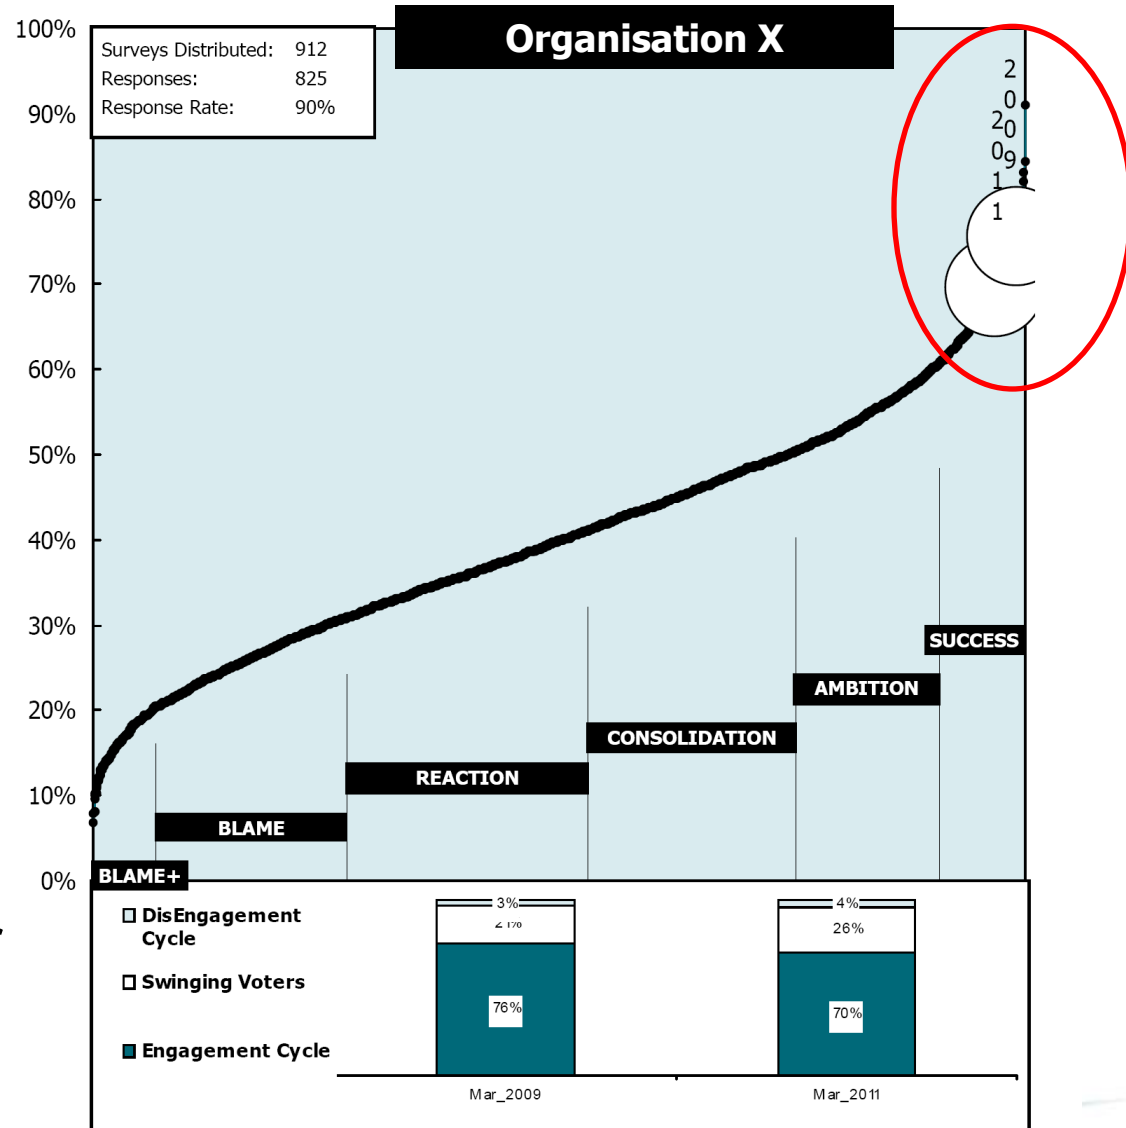 Organisation X
Surveys Distributed: 912
Responses: 825
Response Rate: 90%
100%
90%
80%
70%
60%
50%
40%
30%
20%
10%
0%
2009
2011
SUCCESS
AMBITION
CONSOLIDATION
REACTION
BLAME
BLAME+
DisEngagement
Cycle
Swinging Voters
Engagement Cycle
3%
76%
4%
26%
70%
Mar_2009
Mar_2011